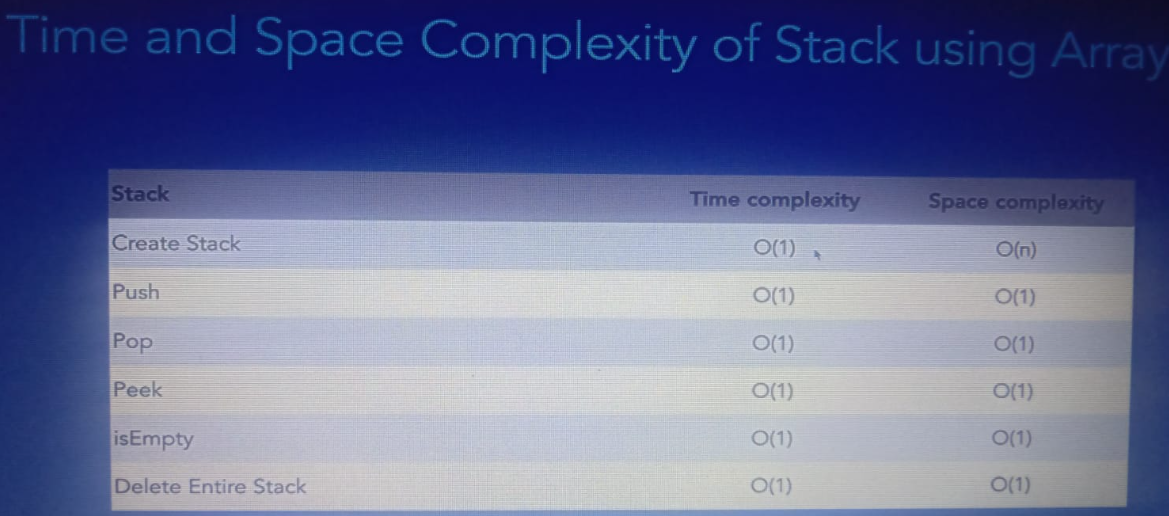 Time and Space Complexity of Stack using Array
Stack Time complexity Space complexity
Create Stack O(1) O(n)
Push O(1) O(1)
Pop O(1) O(1)
Peek O(1) O(1)
isEmpty O(1) O(1)
Delete Entire Stack O(1) O(1)